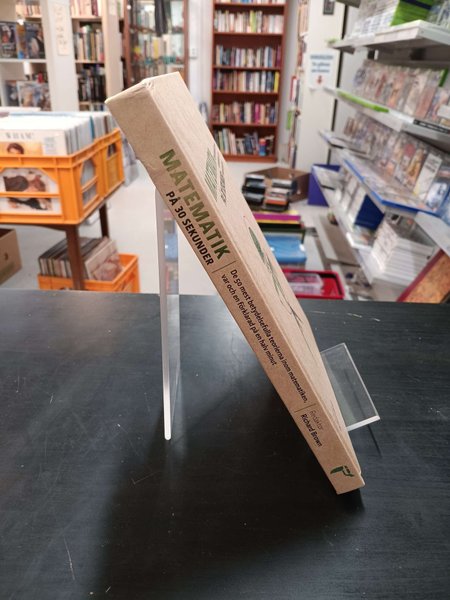 MATEMATIK
PÅ 30 SEKUNDER
De 50 mest betydelsefulla teorierna inom matematiken,
var och en förklarad på en halv minut
Redaktör
Richard Brown